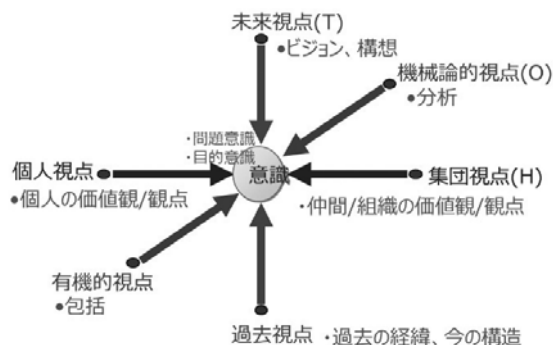 未来視点(T)
●ビジョン、構想
機械論的視点(O)
●分析
・問題意識
・目的意識
意識
個人視点
●個人の価値観/観点
集団視点(H)
・仲間/組織の価値観/観点
有機的視点
●包括
過去視点 ・過去の経緯、今の構造